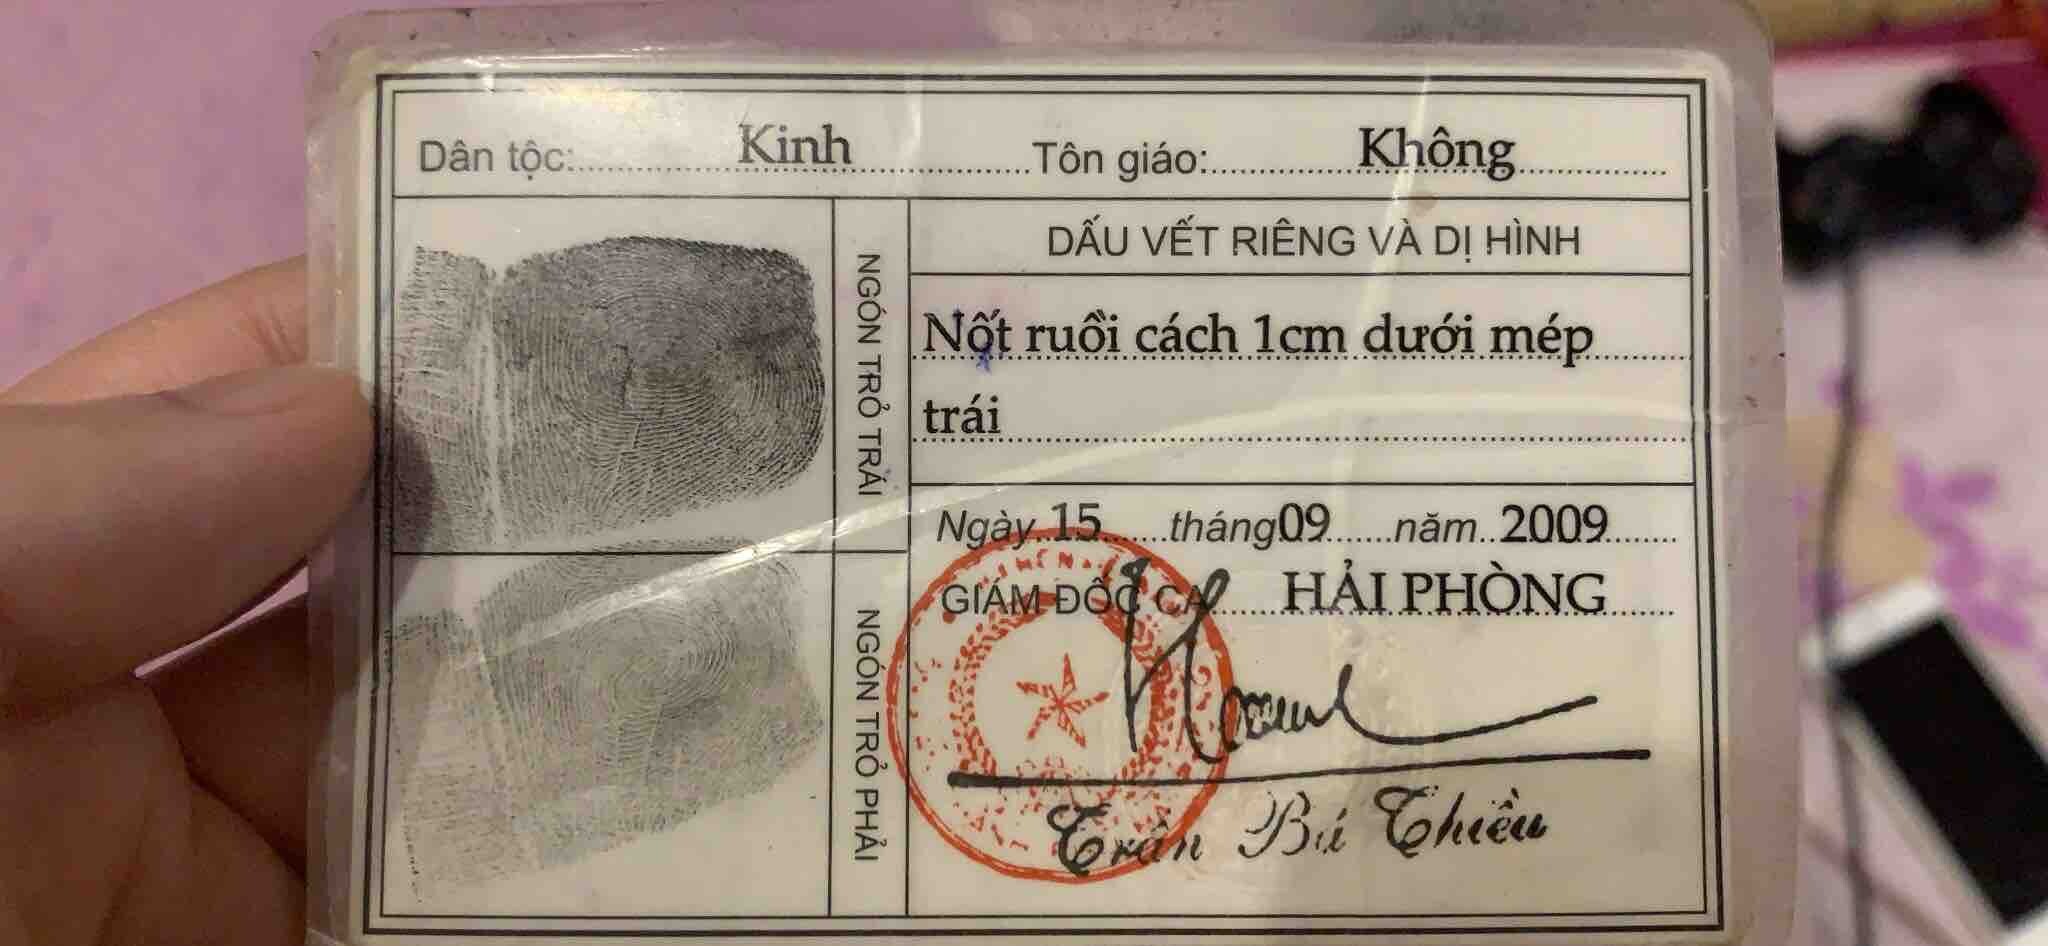 Dân tộc: Kinh Tôn giáo: Không
NGÓN TRỎ TRÁI
DẤU VẾT RIÊNG VÀ DỊ HÌNH
Nốt ruồi cách 1cm dưới mép
trái
Ngày 15 tháng 09 năm 2009
GIÁM ĐỐC CA HẢI PHÒNG
NGÓN TRỎ PHẢI
Trần Bá Thiều